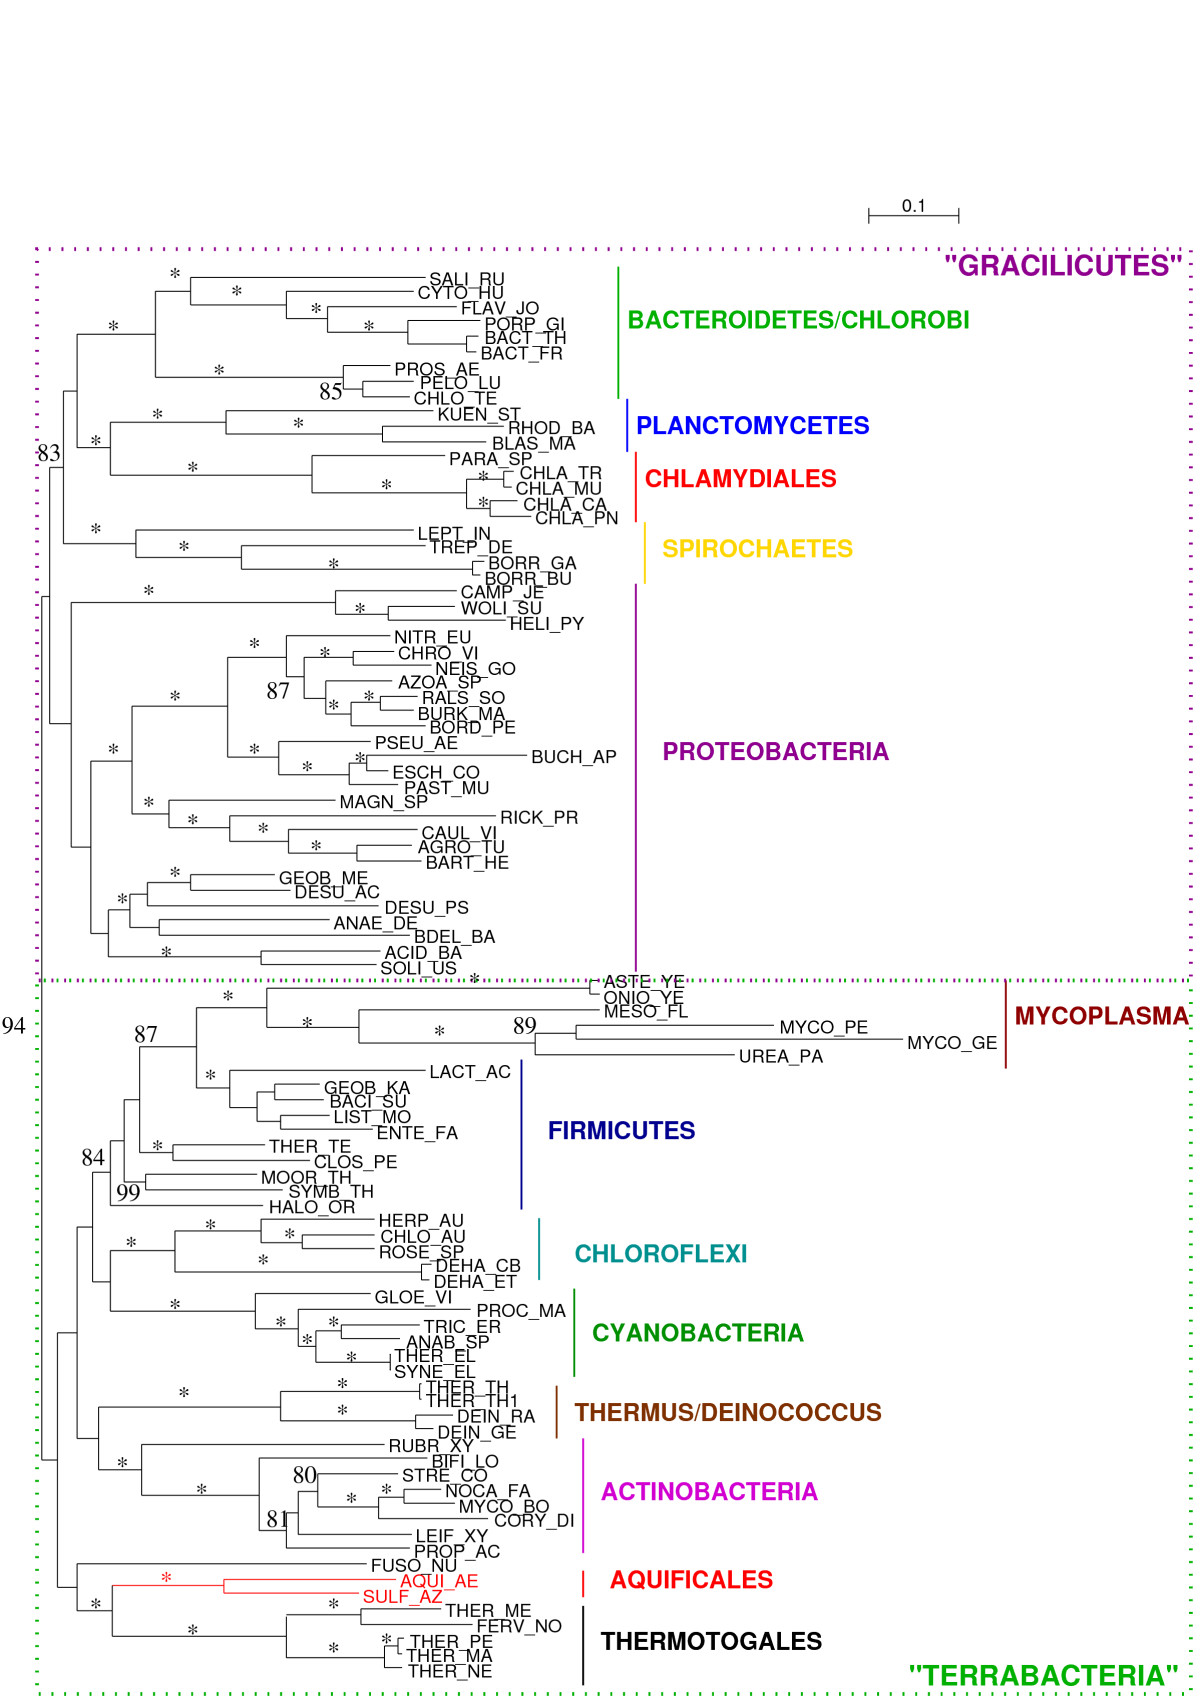 0.1
"GRACILICUTES"
*
SALI_RU
*
CYTO_HU
*
FLAV_JO
*
*
PORP_GI
BACTEROIDETES/CHLOROBI
BACT_TH
BACT_FR
*
PROS_AE
85
PELO_LU
CHLO_TE
*
KUEN_ST
*
RHOD_BA
PLANCTOMYCETES
*
BLAS_MA
83
PARA_SP
*
*
CHLA_TR
CHLAMYDIALES
*
CHLA_MU
*
CHLA_CA
CHLA_PN
*
LEPT_IN
*
TREP_DE
SPIROCHAETES
*
BORR_GA
BORR_BU
*
CAMP_JE
*
WOLI_SU
HELI_PY
*
NITR_EU
*
CHRO_VI
NEIS_GO
87
AZOA_SP
*
*
*
RALS_SO
BURK_MA
BORD_PE
*
*
PSEU_AE
PROTEOBACTERIA
*
BUCH_AP
*
ESCH_CO
PAST_MU
*
MAGN_SP
*
RICK_PR
*
CAUL_VI
*
AGRO_TU
BART_HE
*
GEOB_ME
DESU_AC
*
DESU_PS
ANAE_DE
BDEL_BA
*
ACID_BA
SOLI_US
*
ASTE_YE
*
ONIO_YE
MESO_FL
MYCOPLASMA
94
87
*
*
89
MYCO_PE
MYCO_GE
UREA_PA
*
LACT_AC
GEOB_KA
BACI_SU
LIST_MO
ENTE_FA
FIRMICUTES
*
THER_TE
84
CLOS_PE
MOOR_TH
99
SYMB_TH
HALO_OR
*
HERP_AU
*
*
CHLO_AU
ROSE_SP
CHLOROFLEXI
*
DEHA_CB
DEHA_ET
*
GLOE_VI
PROC_MA
*
*
TRIC_ER
CYANOBACTERIA
*
ANAB_SP
*
THER_EL
SYNE_EL
*
*
THER_TH
THER_TH1
*
DEIN_RA
THERMUS/DEINOCOCCUS
DEIN_GE
RUBR_XY
*
BIFI_LO
80
STRE_CO
*
*
NOCA_FA
ACTINOBACTERIA
*
MYCO_BO
81
CORY_DI
LEIF_XY
PROP_AC
FUSO_NU
*
AQUI_AE
AQUIFICALES
SULF_AZ
*
*
THER_ME
*
FERV_NO
*
*
THER_PE
THERMOTOGALES
THER_MA
THER_NE
"TERRABACTERIA"